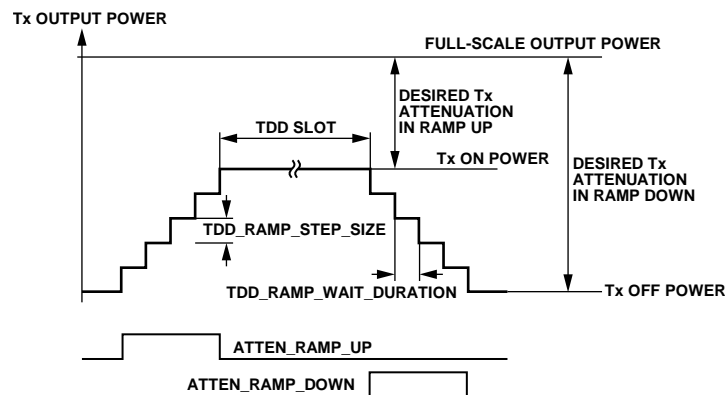 Tx OUTPUT POWER
FULL-SCALE OUTPUT POWER
DESIRED Tx
ATTENUATION
IN RAMP UP
TDD SLOT
Tx ON POWER
DESIRED Tx
ATTENUATION
IN RAMP DOWN
TDD_RAMP_STEP_SIZE
TDD_RAMP_WAIT_DURATION
Tx OFF POWER
ATTEN_RAMP_UP
ATTEN_RAMP_DOWN